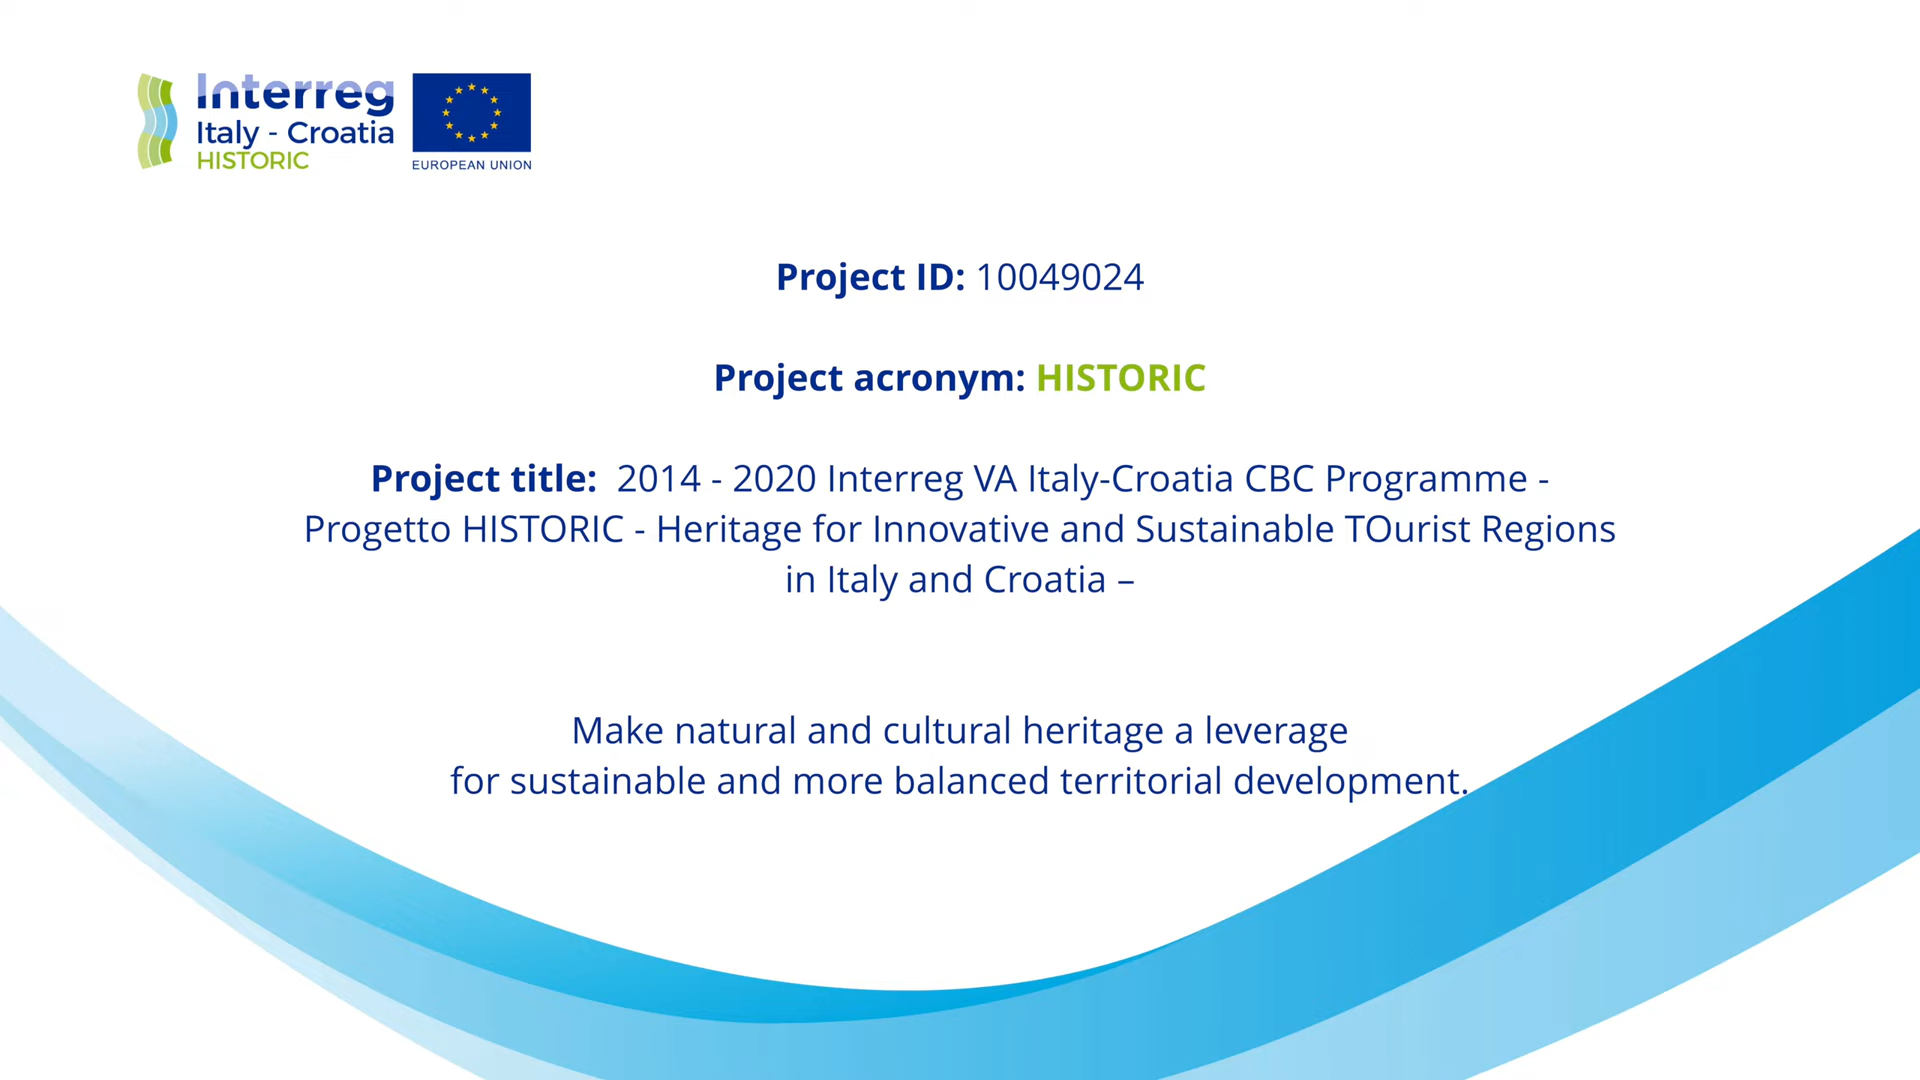 Interreg
Italy - Croatia
HISTORIC
EUROPEAN UNION
Project ID: 10049024
Project acronym: HISTORIC
Project title: 2014 - 2020 Interreg VA Italy-Croatia CBC Programme -
Progetto HISTORIC - Heritage for Innovative and Sustainable TOurist Regions
in Italy and Croatia –
Make natural and cultural heritage a leverage
for sustainable and more balanced territorial development.